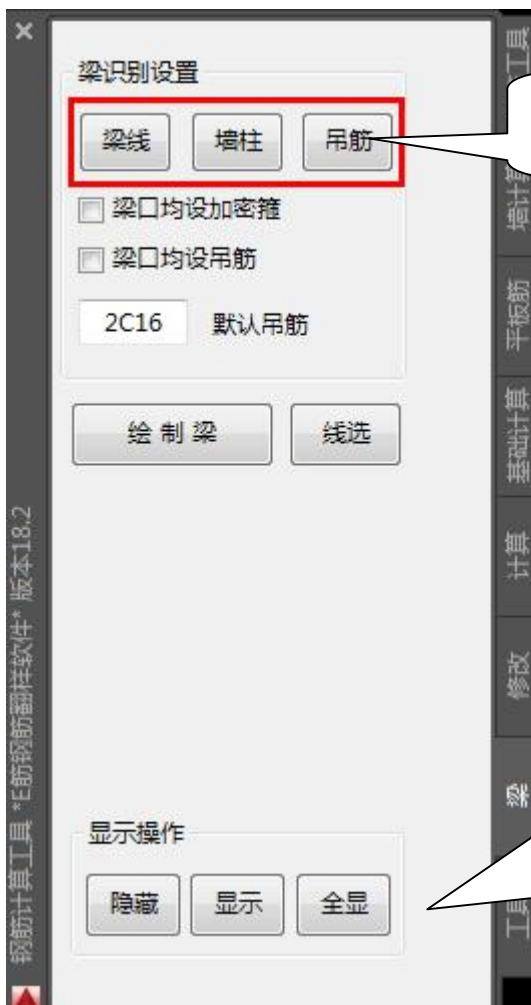 梁识别设置
梁线 墙柱 吊筋
梁口均设加密箍
梁口均设吊筋
2C16 默认吊筋
绘 制 梁 线选
显示操作
隐藏 显示 全显
钢筋计算工具 *E筋钢筋翻样软件* 版本18.2
工具
墙计算
平板筋
基础计算
计算
修改
梁
工具